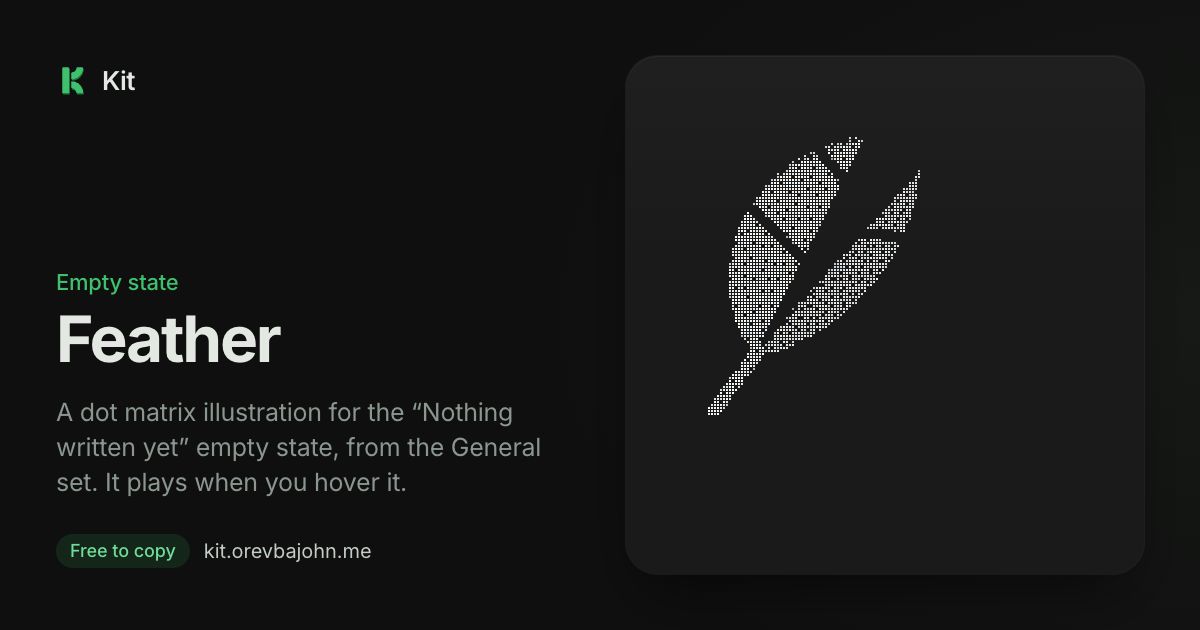 Kit
Empty state
Feather
A dot matrix illustration for the “Nothing
written yet” empty state, from the General
set. It plays when you hover it.
Free to copy
kit.orevbajohn.me